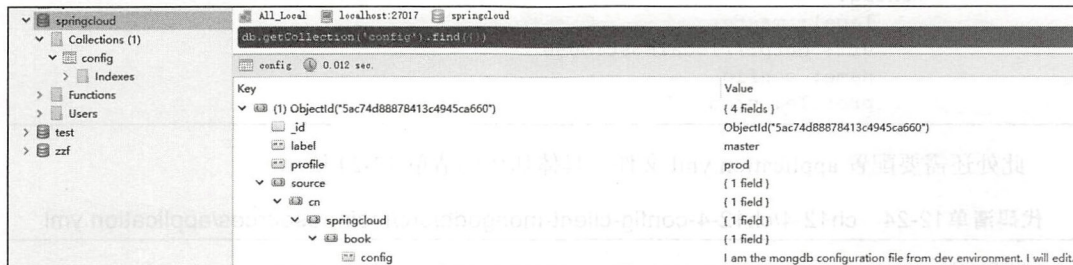 springcloud
Collections (1)
config
Indexes
Functions
Users
test
zzf
All_Local localhost:27017 springcloud
db.getCollection('config').find({})
config 0.012 sec.
Key Value
(1) ObjectId("5ac74d88878413c4945ca660") { 4 fields }
_id ObjectId("5ac74d88878413c4945ca660")
label master
profile prod
source { 1 field }
cn { 1 field }
springcloud { 1 field }
book { 1 field }
config I am the mongdb configuration file from dev environment. I will edit.